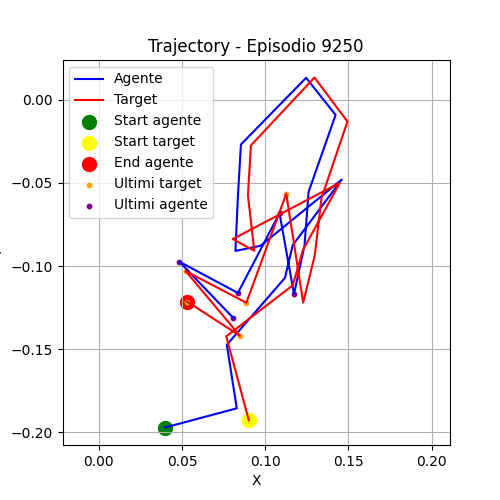 Trajectory - Episodio 9250
Agente
Target
Start agente
Start target
End agente
Ultimi target
Ultimi agente
0.00
−0.05
−0.10
−0.15
−0.20
0.00 0.05 0.10 0.15 0.20
X